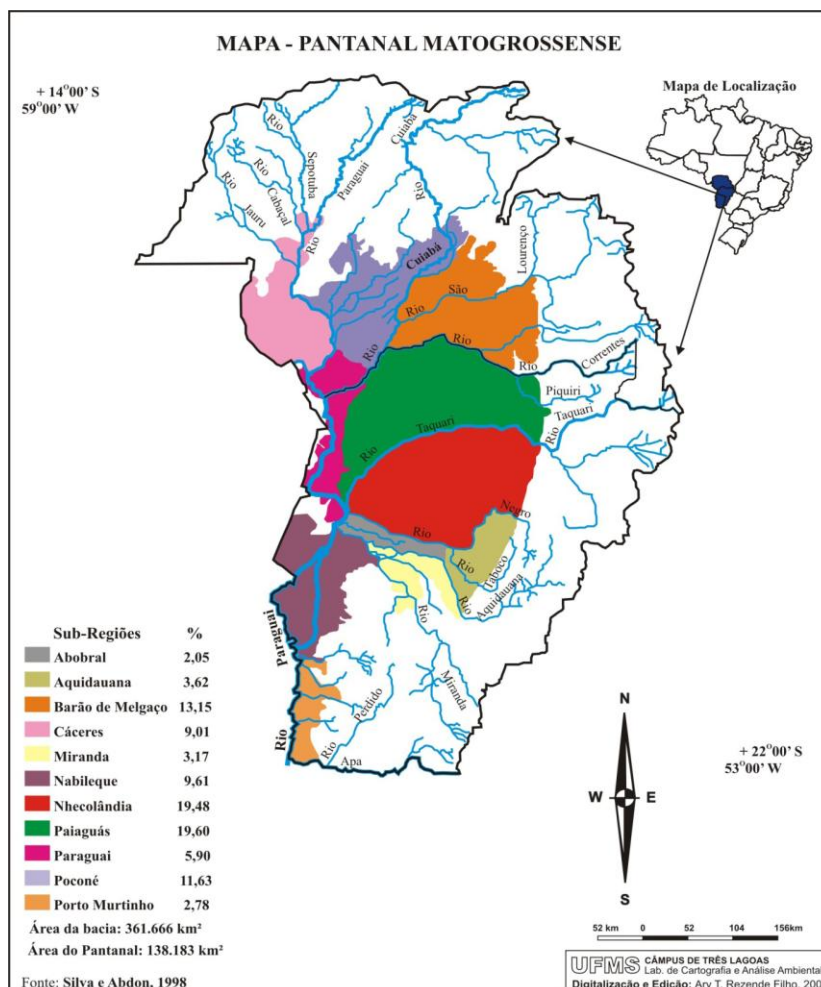 MAPA - PANTANAL MATOGROSSENSE
+ 14°00' S
59°00' W
Mapa de Localização
Rio
Sepotuba
Rio
Cabaçal
Rio
Jauru
Rio
Paraguai
Cuiabá
Rio
Cuiabá
Rio
Lourenço
São
Rio
Rio
Correntes
Rio
Piquiri
Taquari
Rio
Taquari
Rio
Negro
Rio
Rio
Taboco
Rio
Aquidauana
Rio
Miranda
Paraguai
Rio
Perdido
Rio
Apa
Sub-Regiões %
Abobral 2,05
Aquidauana 3,62
Barão de Melgaço 13,15
Cáceres 9,01
Miranda 3,17
Nabileque 9,61
Nhecolândia 19,48
Paiaguás 19,60
Paraguai 5,90
Poconé 11,63
Porto Murtinho 2,78
Área da bacia: 361.666 km²
Área do Pantanal: 138.183 km²
Fonte: Silva e Abdon, 1998
+ 22°00' S
53°00' W
N
W E
S
52 km 0 52 104 156km
UFMS CÂMPUS DE TRÊS LAGOAS
Lab. de Cartografia e Análise Ambiental
Digitalização e Edição: Ary T. Rezende Filho, 200